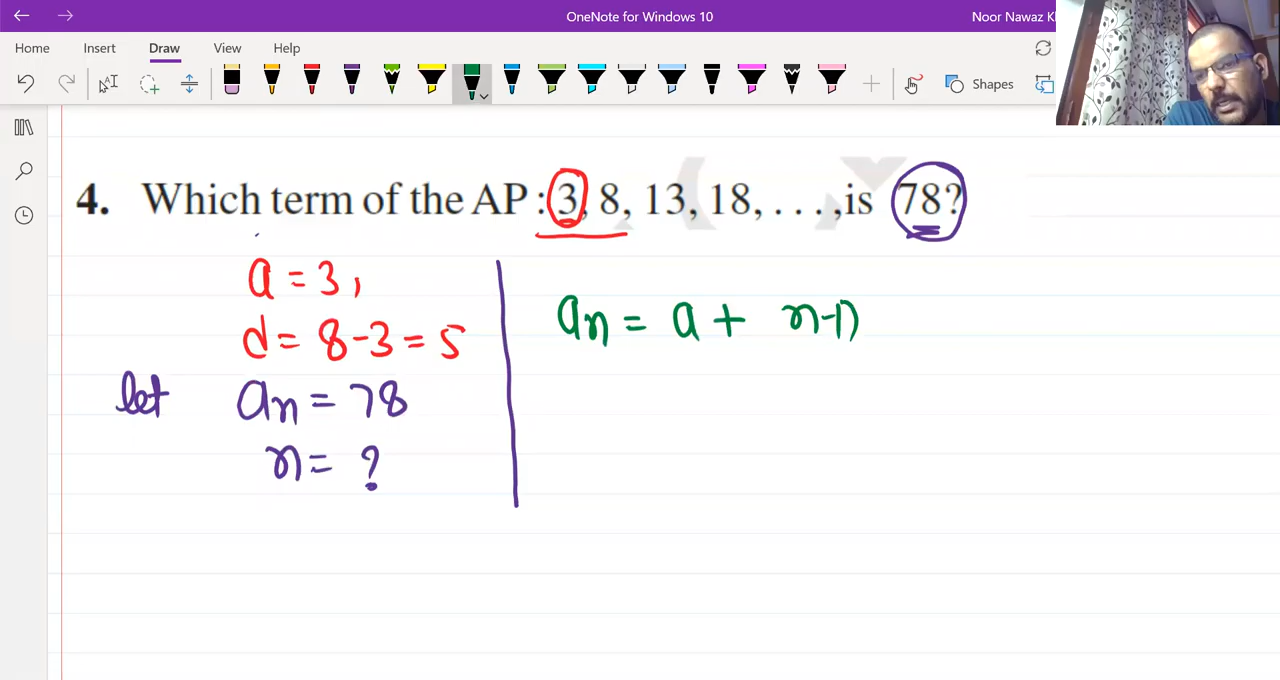 OneNote for Windows 10
Noor Nawaz
Home Insert Draw View Help
Shapes
4. Which term of the AP : 3, 8, 13, 18, . . . ,is 78?
a = 3,
d = 8-3 = 5
let an = 78
n = ?
an = a + n-1)